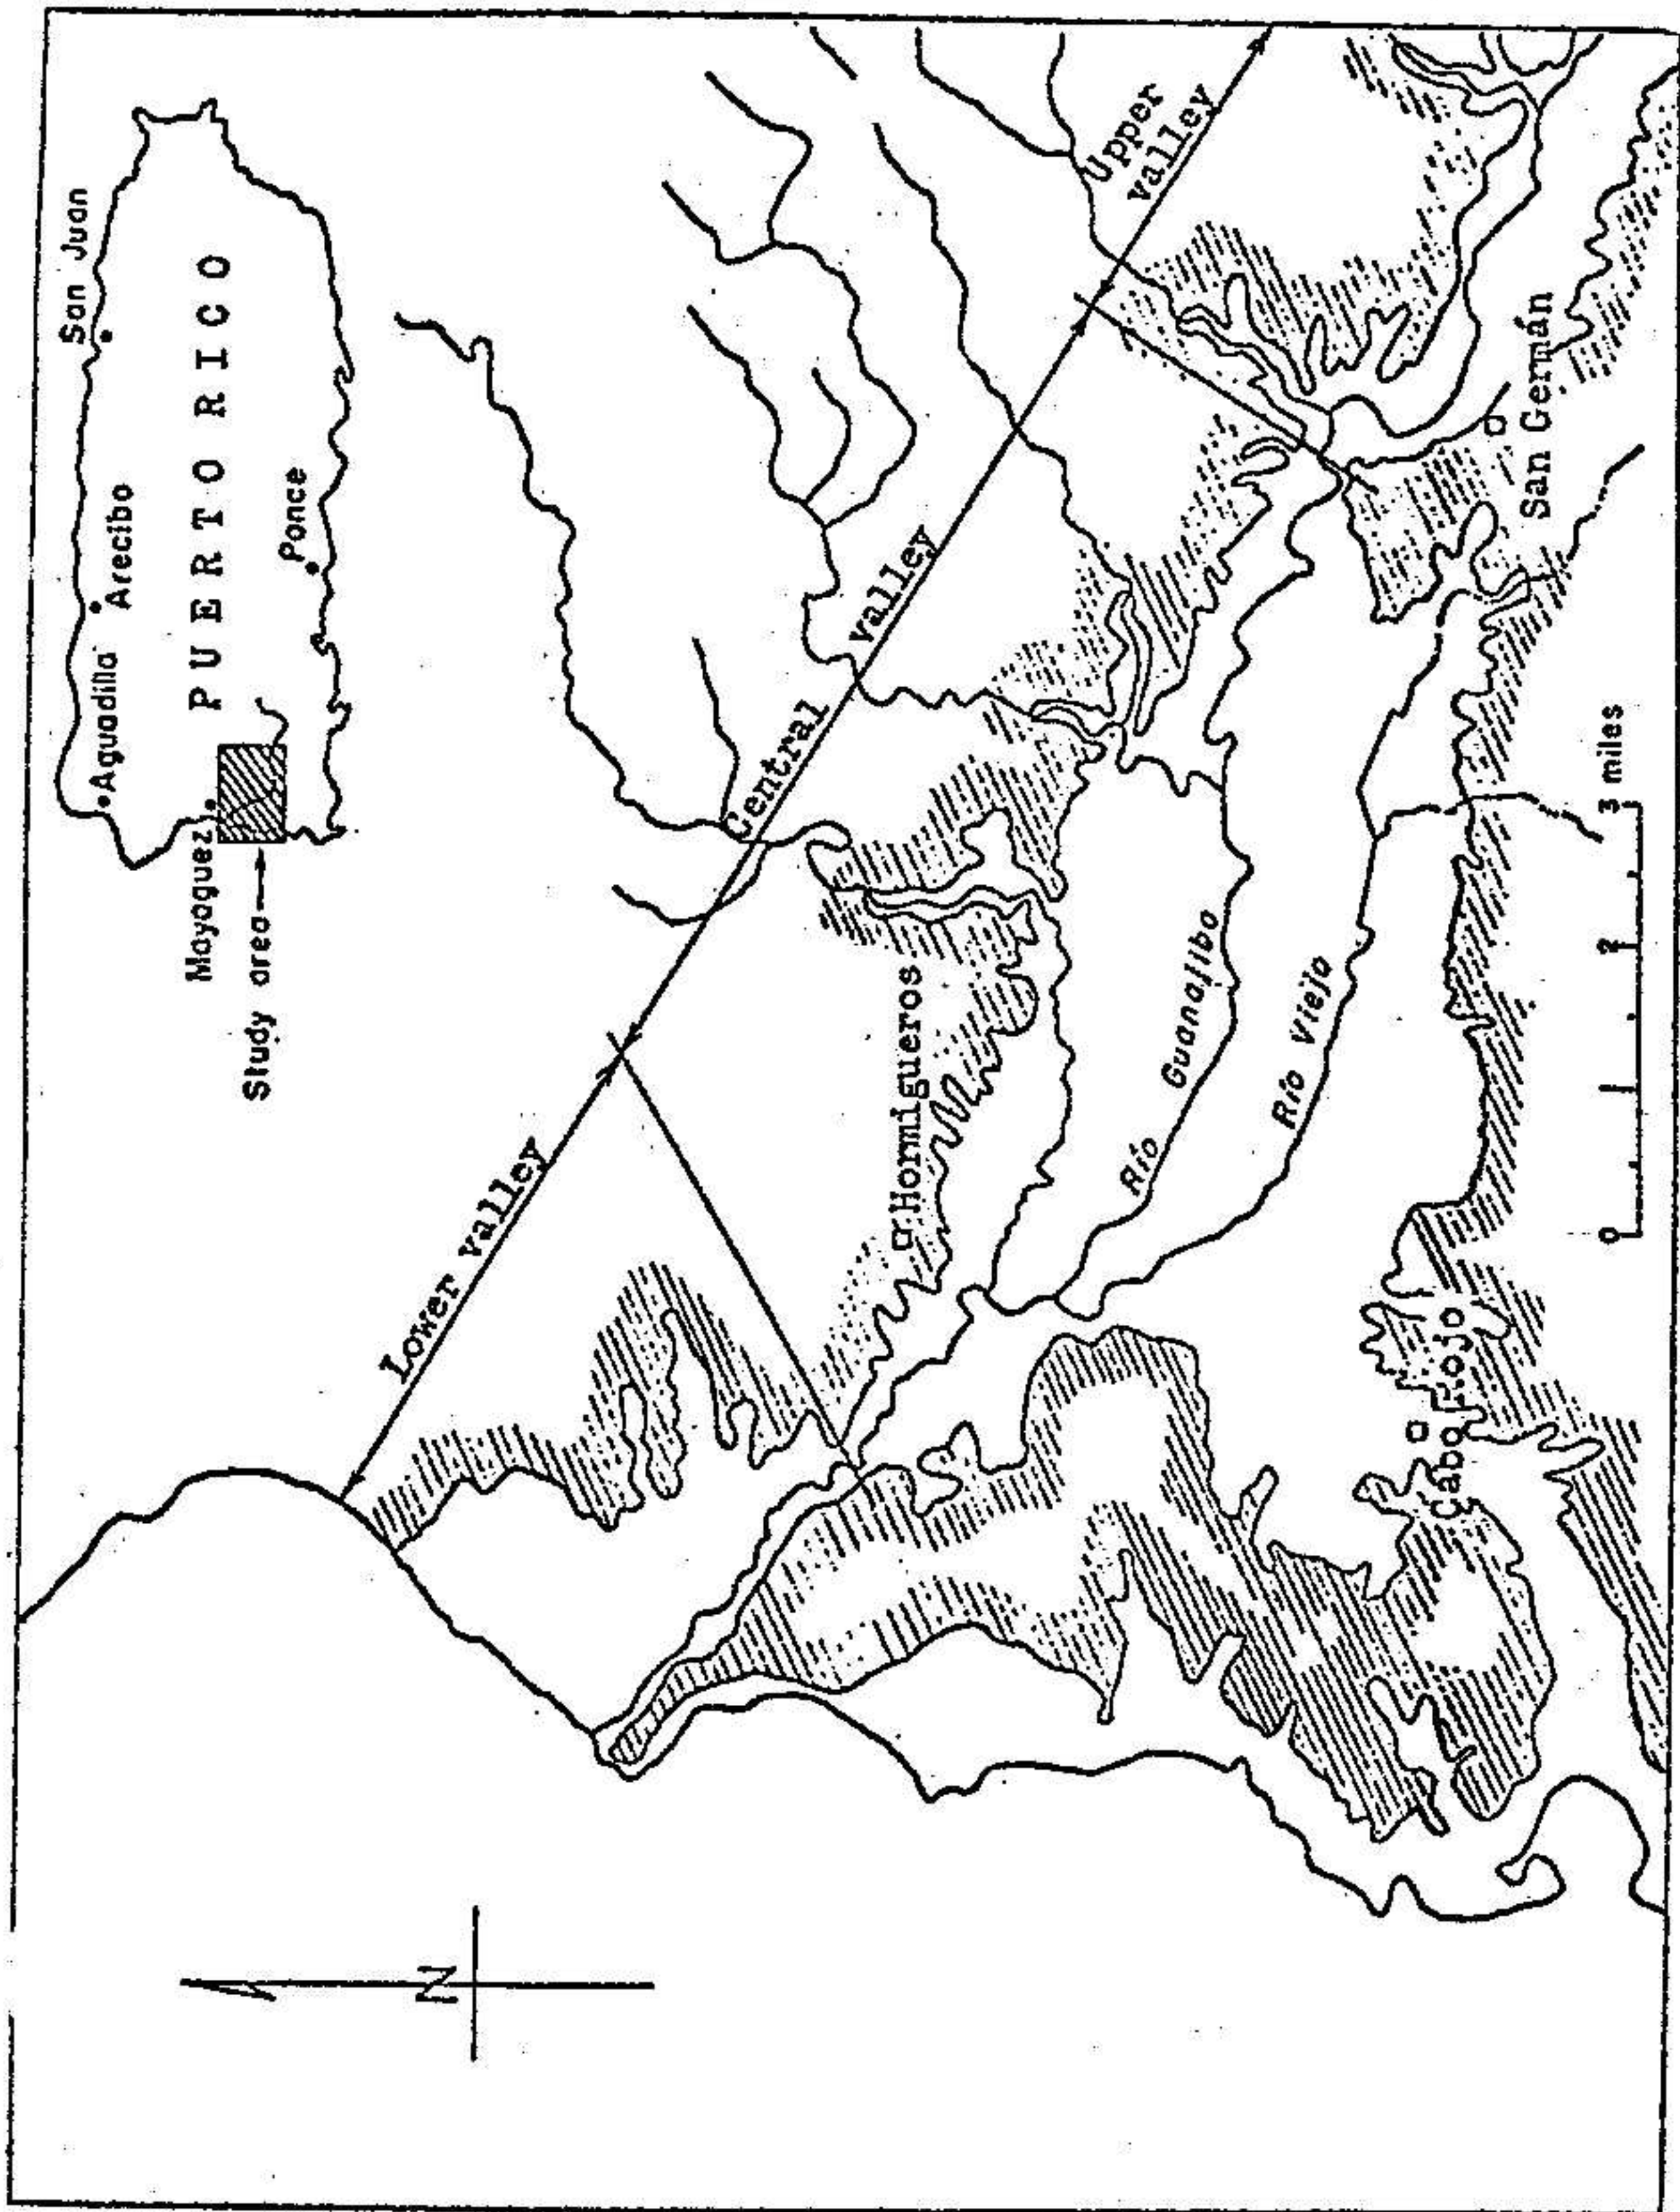 San Juan
Aguadilla
Arecibo
PUERTO RICO
Mayaguez
Ponce
Study area
N
Lower valley
Central valley
Upper
valley
Hormigueros
Río Guanajibo
Río Viejo
San Germán
Cabo Rojo
0 1 2 3 miles